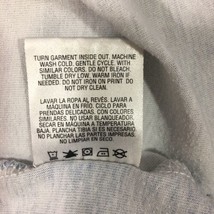 TURN GARMENT INSIDE OUT. MACHINE
WASH COLD. GENTLE CYCLE. WITH
SIMILAR COLORS. DO NOT BLEACH.
TUMBLE DRY LOW. WARM IRON IF
NEEDED. DO NOT IRON ON PRINT
DO NOT DRY CLEAN.
LAVAR LA ROPA AL REVÉS. LAVAR A
MÁQUINA EN FRÍO. CICLO PARA
PRENDAS DELICADAS. CON COLORES
SIMILARES. NO USAR BLANQUEADOR.
SECAR EN MÁQUINA A TEMPERATURA
BAJA. PLANCHA TIBIA SI ES NECESARIO
NO PLANCHAR LAS PARTES IMPRESAS.
NO LIMPIAR EN SECO.